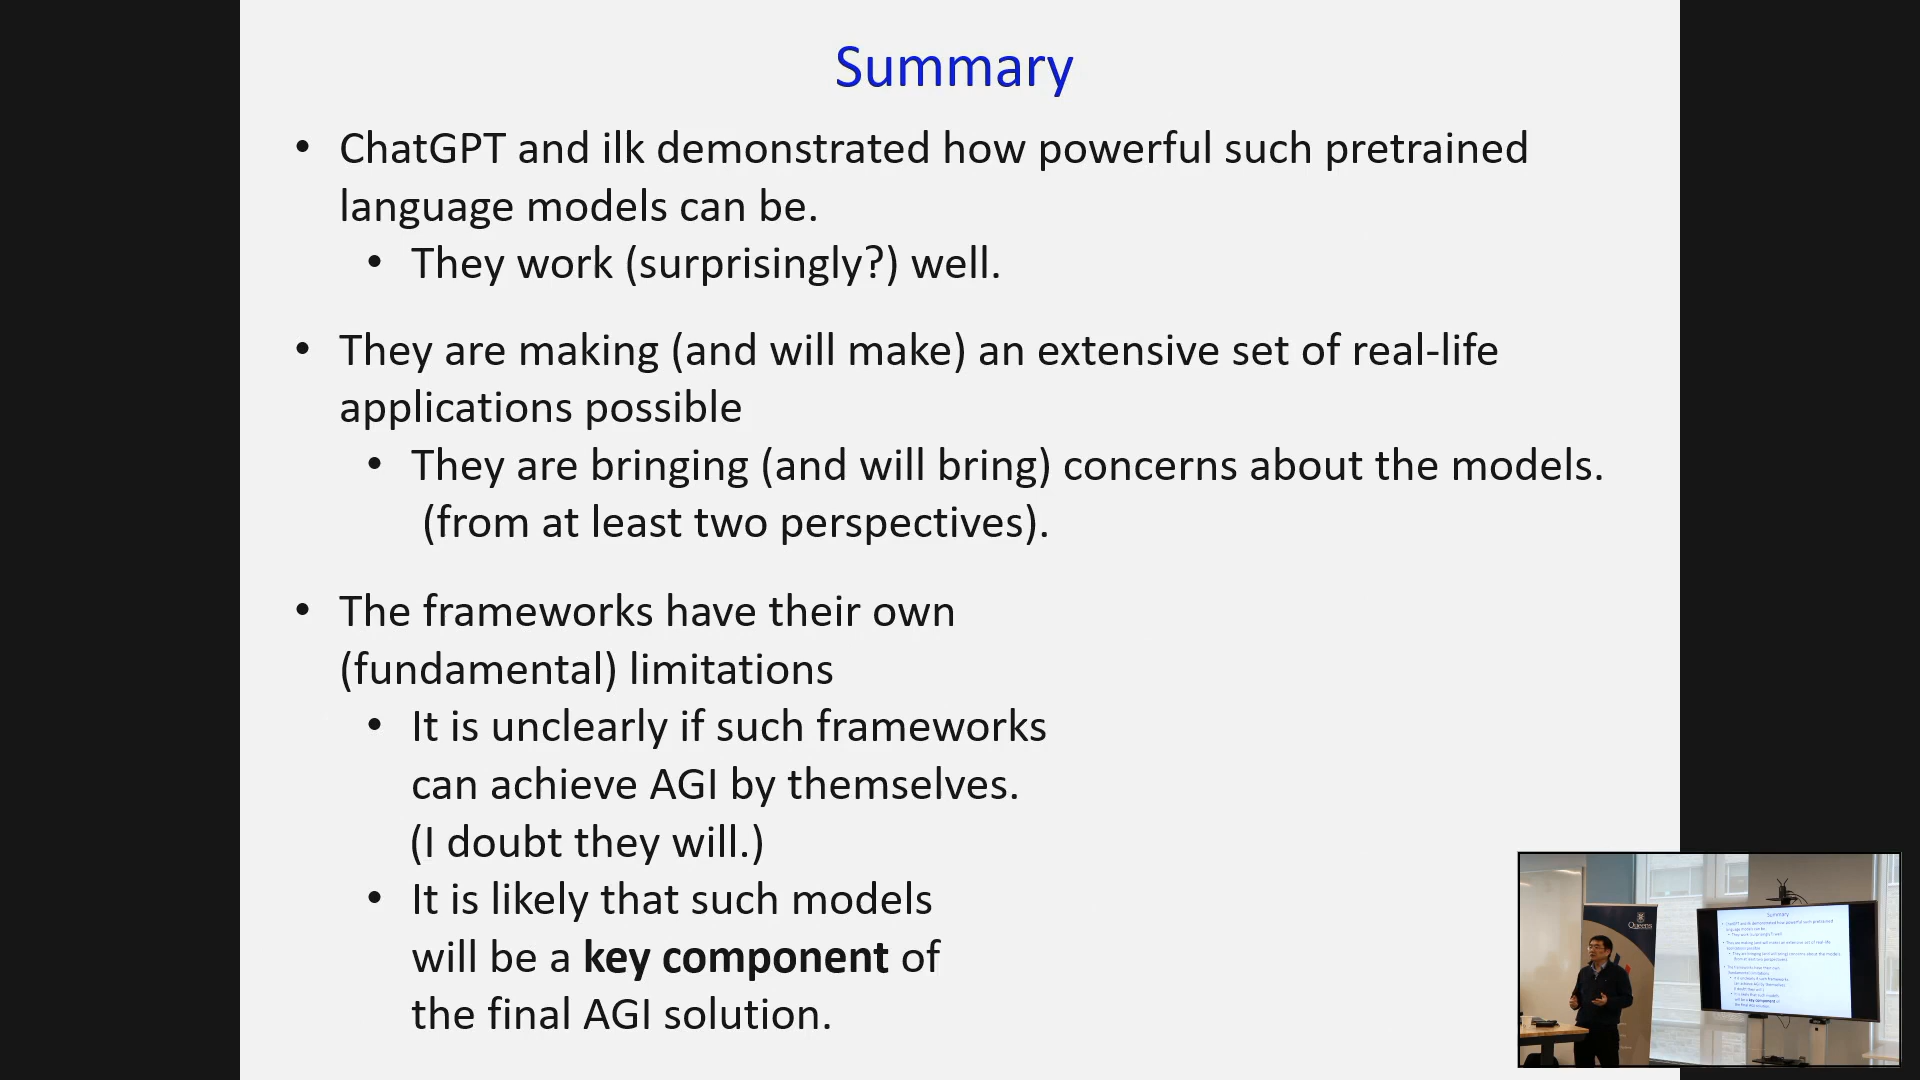 Summary
• ChatGPT and ilk demonstrated how powerful such pretrained
language models can be.
• They work (surprisingly?) well.
• They are making (and will make) an extensive set of real-life
applications possible
• They are bringing (and will bring) concerns about the models.
(from at least two perspectives).
• The frameworks have their own
(fundamental) limitations
• It is unclearly if such frameworks
can achieve AGI by themselves.
(I doubt they will.)
• It is likely that such models
will be a key component of
the final AGI solution.
Queen's
Summary